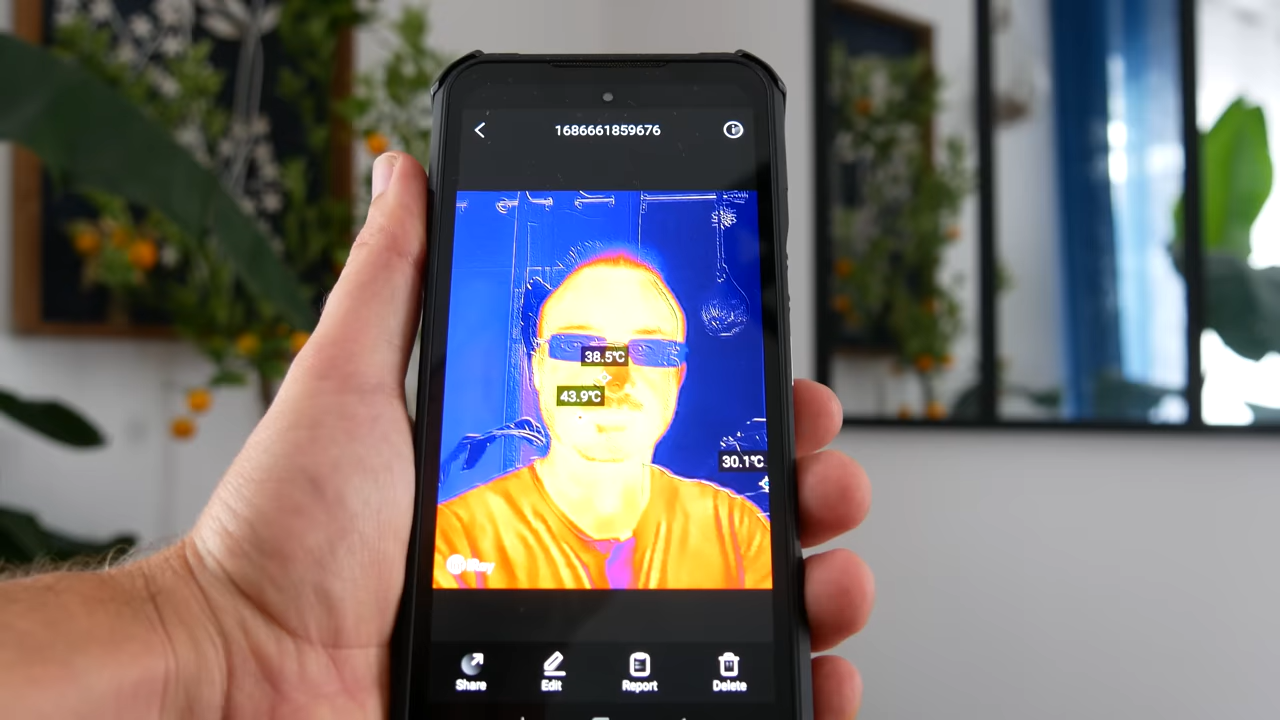 1686661859676
38.5℃
43.9℃
30.1℃
Share
Edit
Report
Delete